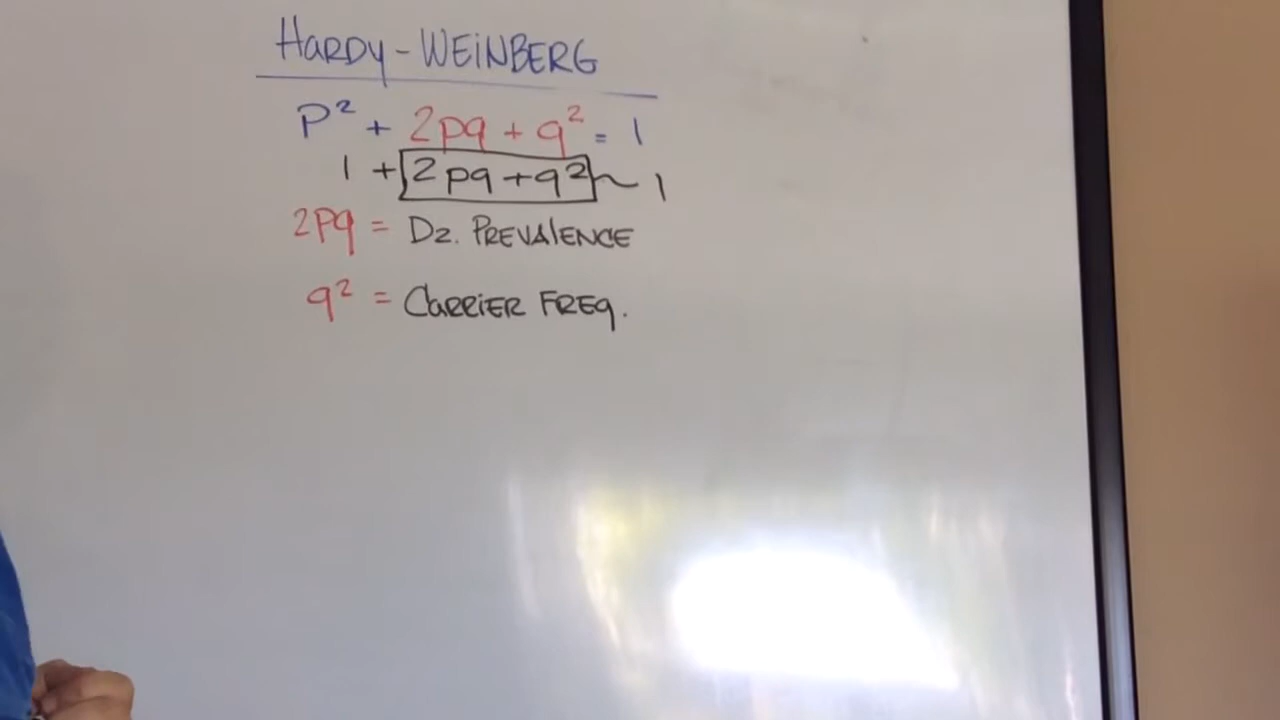 HARDY-WEINBERG
P² + 2pq + q² = 1
1 + 2pq + q² ~ 1
2Pq = DZ. PREVALENCE
q² = CARRIER FREQ.